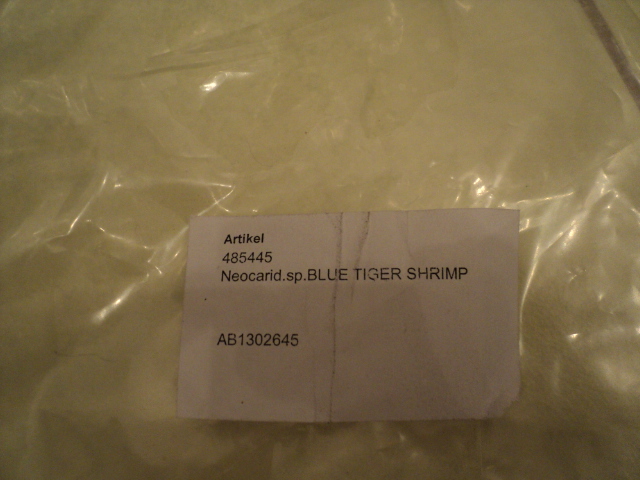 Artikel
485445
Neocarid.sp.BLUE TIGER SHRIMP
AB1302645